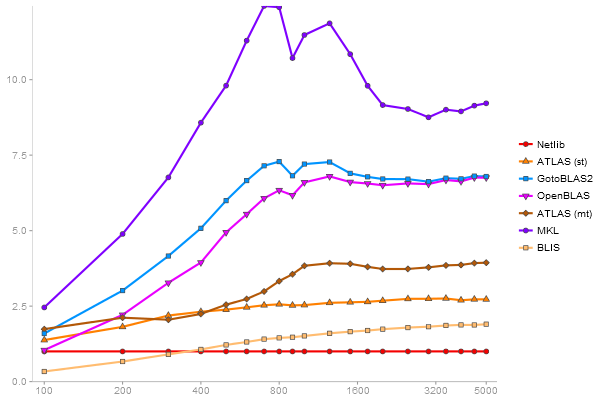 10.0
7.5
5.0
2.5
0.0
100 200 400 800 1600 3200 5000
Netlib
ATLAS (st)
GotoBLAS2
OpenBLAS
ATLAS (mt)
MKL
BLIS